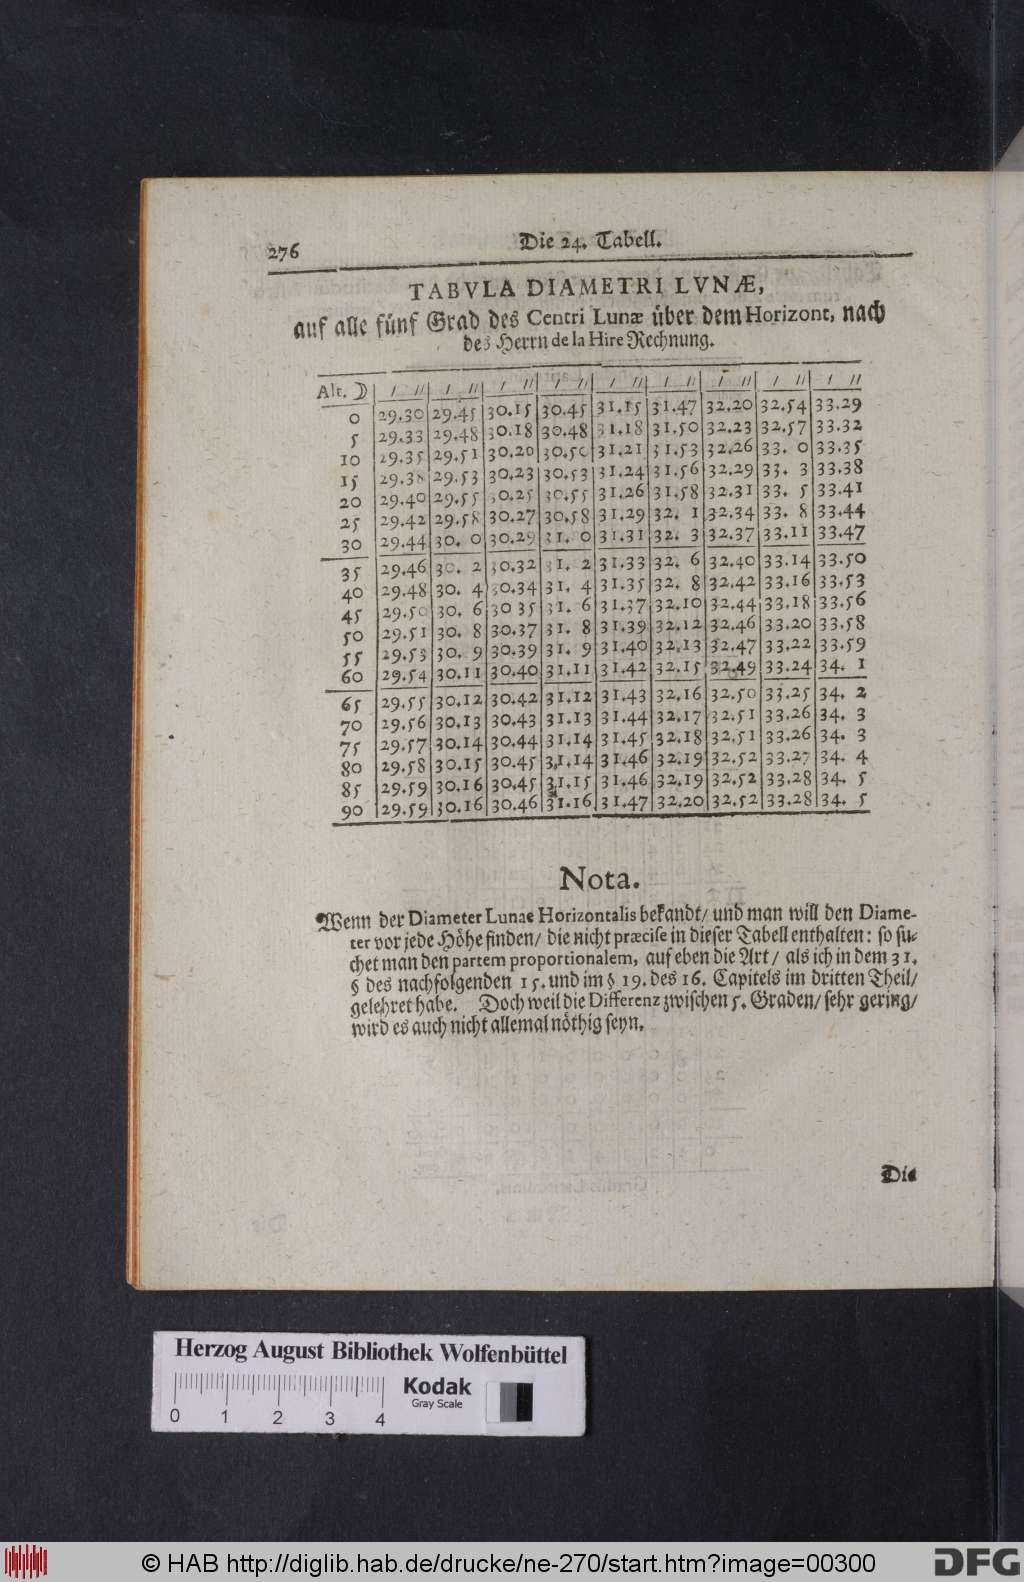 276
Die 24. Tabell.
TABVLA DIAMETRI LVNÆ,
auf alle fünf Grad des Centri Lunæ über dem Horizont, nach
des Herrn de la Hire Rechnung.
Alt. ☽ | ′ ″ | ′ ″ | ′ ″ | ′ ″ | ′ ″ | ′ ″ | ′ ″ | ′ ″ | ′ ″
0 29.30 29.45 30.15 30.45 31.15 31.47 32.20 32.54 33.29
5 29.33 29.48 30.18 30.48 31.18 31.50 32.23 32.57 33.32
10 29.35 29.51 30.20 30.50 31.21 31.53 32.26 33. 0 33.35
15 29.38 29.53 30.23 30.53 31.24 31.56 32.29 33. 3 33.38
20 29.40 29.55 30.25 30.55 31.26 31.58 32.31 33. 5 33.41
25 29.42 29.58 30.27 30.58 31.29 32. 1 32.34 33. 8 33.44
30 29.44 30. 0 30.29 31. 0 31.31 32. 3 32.37 33.11 33.47
35 29.46 30. 2 30.32 31. 2 31.33 32. 6 32.40 33.14 33.50
40 29.48 30. 4 30.34 31. 4 31.35 32. 8 32.42 33.16 33.53
45 29.50 30. 6 30 35 31. 6 31.37 32.10 32.44 33.18 33.56
50 29.51 30. 8 30.37 31. 8 31.39 32.12 32.46 33.20 33.58
55 29.53 30. 9 30.39 31. 9 31.40 32.13 32.47 33.22 33.59
60 29.54 30.11 30.40 31.11 31.42 32.15 32.49 33.24 34. 1
65 29.55 30.12 30.42 31.12 31.43 32.16 32.50 33.25 34. 2
70 29.56 30.13 30.43 31.13 31.44 32.17 32.51 33.26 34. 3
75 29.57 30.14 30.44 31.14 31.45 32.18 32.51 33.26 34. 3
80 29.58 30.15 30.45 31.14 31.46 32.19 32.52 33.27 34. 4
85 29.59 30.16 30.45 31.15 31.46 32.19 32.52 33.28 34. 5
90 29.59 30.16 30.46 31.16 31.47 32.20 32.52 33.28 34. 5
Nota.
Wenn der Diameter Lunae Horizontalis bekandt/ und man will den Diame-
ter vor jede Höhe finden/ die nicht præcise in dieser Tabell enthalten: so su-
chet man den partem proportionalem, auf eben die Art/ als ich in dem 31.
§ des nachfolgenden 15. und im § 19. des 16. Capitels im dritten Theil/
gelehret habe. Doch weil die Differenz zwischen 5. Graden/ sehr gering/
wird es auch nicht allemal nöthig seyn.
Die
Herzog August Bibliothek Wolfenbüttel
Kodak
Gray Scale
0 1 2 3 4
© HAB http://diglib.hab.de/drucke/ne-270/start.htm?image=00300
DFG